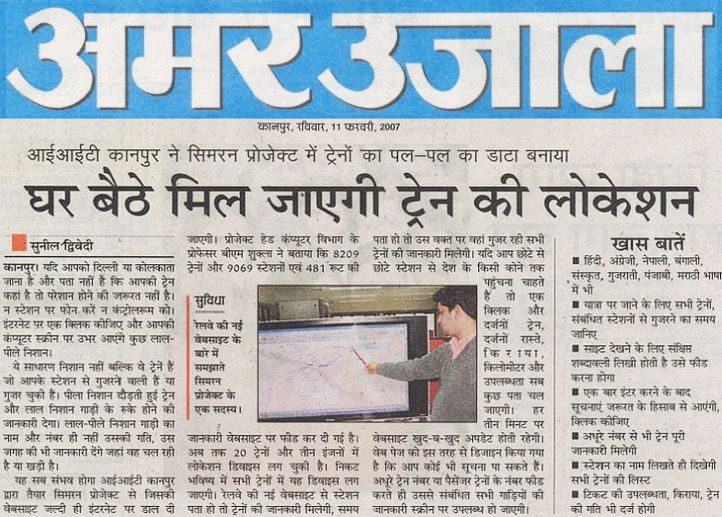 अमर उजाला
कानपुर, रविवार, 11 फरवरी, 2007
आईआईटी कानपुर ने सिमरन प्रोजेक्ट में ट्रेनों का पल-पल का डाटा बनाया
घर बैठे मिल जाएगी ट्रेन की लोकेशन
सुनील द्विवेदी
कानपुर। यदि आपको दिल्ली या कोलकाता
जाना है और पता नहीं है कि आपकी ट्रेन
कहां है तो परेशान होने की जरूरत नहीं है।
न स्टेशन पर फोन करें न कंट्रोलरूम को।
इंटरनेट पर एक क्लिक कीजिए और आपकी
कंप्यूटर स्क्रीन पर उभर आएंगे कुछ लाल-
पीले निशान।
ये साधारण निशान नहीं बल्कि वे ट्रेनें हैं
जो आपके स्टेशन से गुजरने वाली हैं या
गुजर चुकी हैं। पीला निशान दौड़ती हुई ट्रेन
और लाल निशान गाड़ी के रुके होने की
जानकारी देगा। लाल-पीले निशान गाड़ी का
नाम और नंबर ही नहीं उसकी गति, उस
जगह की भी जानकारी देंगे जहां वह चल रही
है या खड़ी है।
यह सब संभव होगा आईआईटी कानपुर
द्वारा तैयार सिमरन प्रोजेक्ट से जिसकी
वेबसाइट जल्दी ही इंटरनेट पर डाल दी
जाएगी। प्रोजेक्ट हेड कंप्यूटर विभाग के
प्रोफेसर बीएम शुक्ला ने बताया कि 8209
ट्रेनों और 9069 स्टेशनों एवं 481 रूट की
सुविधा
रेलवे की नई
वेबसाइट के
बारे में
समझाते
सिमरन
प्रोजेक्ट के
एक सदस्य।
जानकारी वेबसाइट पर फीड कर दी गई है।
अब तक 20 ट्रेनों और तीन इंजनों में
लोकेशन डिवाइस लग चुकी है। निकट
भविष्य में सभी ट्रेनों में यह डिवाइस लग
जाएगी। रेलवे की नई वेबसाइट से स्टेशन
पता हो तो ट्रेनों की जानकारी मिलेगी, समय
पता हो तो उस वक्त पर वहां गुजर रही सभी
ट्रेनों की जानकारी मिलेगी। यदि आप छोटे से
छोटे स्टेशन से देश के किसी कोने तक
पहुंचना चाहते
हैं तो एक
क्लिक और
दर्जनों ट्रेन,
दर्जनों रास्ते,
किराया,
किलोमीटर और
उपलब्धता सब
कुछ पता चल
जाएगी। हर
तीन मिनट पर
वेबसाइट खुद-ब-खुद अपडेट होती रहेगी।
वेब पेज को इस तरह से डिजाइन किया गया
है कि आप कोई भी सूचना पा सकते हैं।
अधूरे ट्रेन नंबर या पैसेंजर ट्रेनों के नंबर फीड
करते ही उससे संबंधित सभी गाड़ियों की
जानकारी स्क्रीन पर उपलब्ध हो जाएगी।
खास बातें
■ हिंदी, अंग्रेजी, नेपाली, बंगाली,
संस्कृत, गुजराती, पंजाबी, मराठी भाषा
में भी
■ यात्रा पर जाने के लिए सभी ट्रेनों,
संबंधित स्टेशनों से गुजरने का समय
जानिए
■ साइट देखने के लिए संक्षिप्त
शब्दावली लिखी होती है उसे फीड
करना होगा
■ एक बार इंटर करने के बाद
सूचनाएं जरूरत के हिसाब से आएंगी,
क्लिक कीजिए
■ अधूरे नंबर से भी ट्रेन पूरी
जानकारी मिलेगी
■ स्टेशन का नाम लिखते ही दिखेगी
सभी ट्रेनों की लिस्ट
■ टिकट की उपलब्धता, किराया, ट्रेन
की गति भी दर्ज होगी